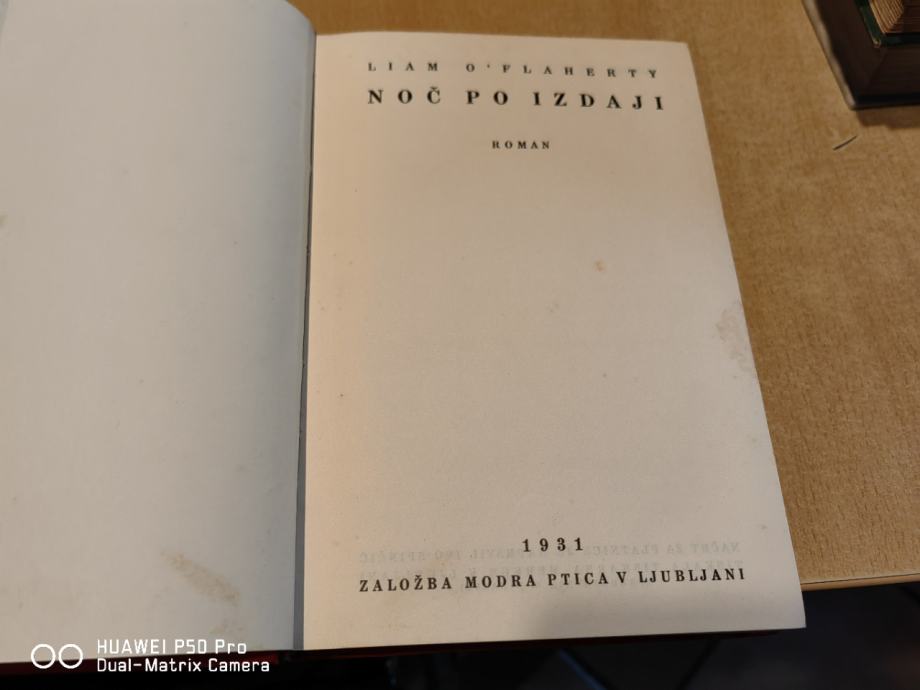 LIAM O'FLAHERTY
NOČ PO IZDAJI
ROMAN
1931
ZALOŽBA MODRA PTICA V LJUBLJANI
HUAWEI P50 Pro
Dual-Matrix Camera